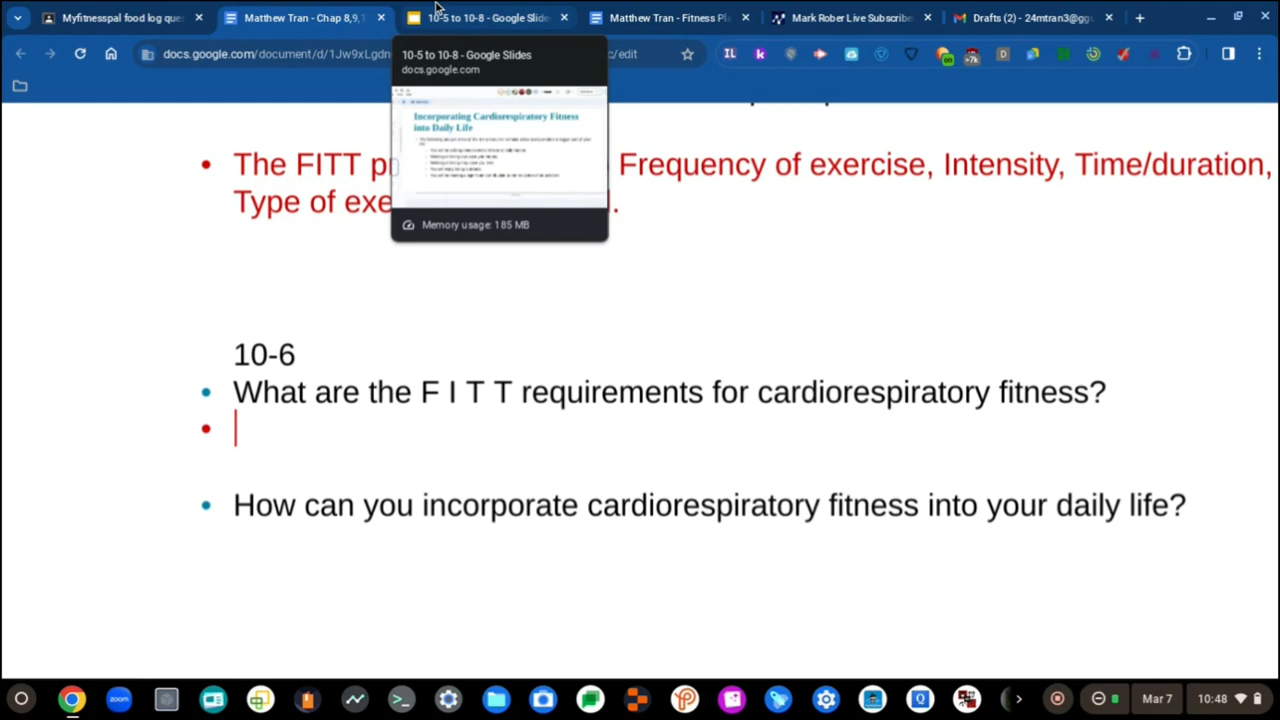 Myfitnesspal food log que
Matthew Tran - Chap 8,9,1
10-5 to 10-8 - Google Slide
Matthew Tran - Fitness Pl
Mark Rober Live Subscribe
Drafts (2) - 24mtran3@gg
docs.google.com/document/d/1Jw9xLgdn
c/edit
10-5 to 10-8 - Google Slides
docs.google.com
Incorporating Cardiorespiratory Fitness
into Daily Life
Memory usage: 185 MB
The FITT pr
Frequency of exercise, Intensity, Time/duration,
Type of exe
.
10-6
What are the F I T T requirements for cardiorespiratory fitness?
How can you incorporate cardiorespiratory fitness into your daily life?
zoom
Mar 7
10:48